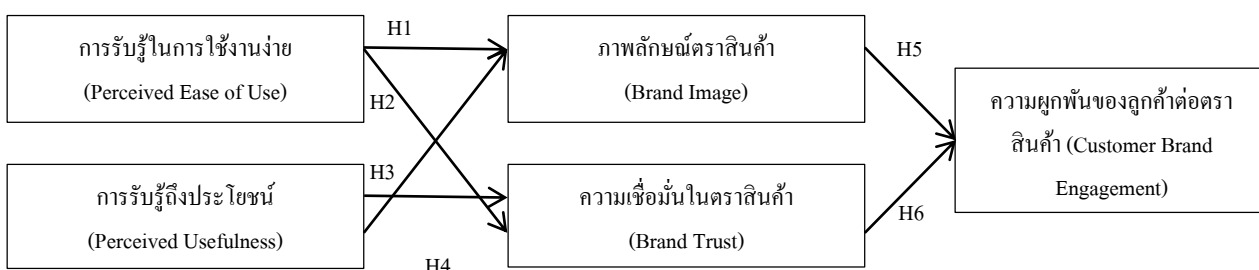 H1
การรับรู้ในการใช้งานง่าย
(Perceived Ease of Use)
ภาพลักษณ์ตราสินค้า
(Brand Image)
H5
H2
ความผูกพันของลูกค้าต่อตรา
สินค้า (Customer Brand
Engagement)
H3
การรับรู้ถึงประโยชน์
(Perceived Usefulness)
ความเชื่อมั่นในตราสินค้า
(Brand Trust)
H6
H4